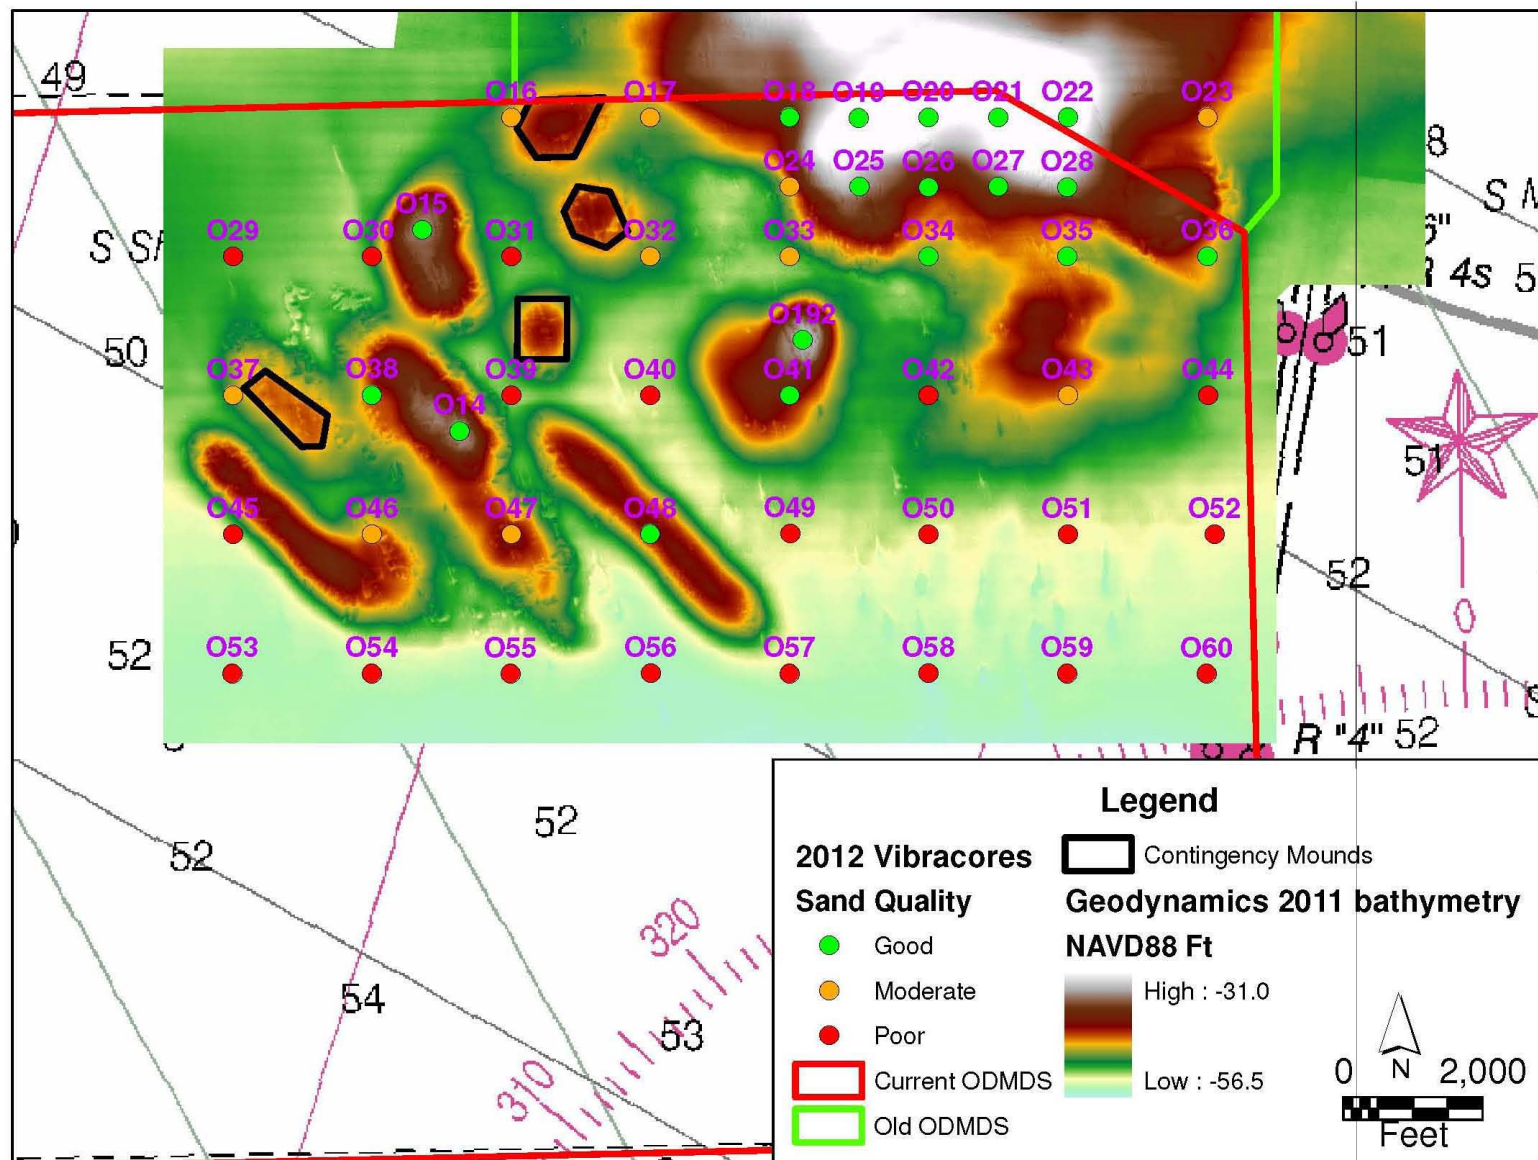 49
O16 O17 O18 O19 O20 O21 O22 O23
8
O24 O25 O26 O27 O28
S
O15
O29 O30 O31 O32 O33 O34 O35 O36
6"
4s
O192
51
50
O37 O38 O39 O40 O41 O42 O43 O44
O14
51
O45 O46 O47 O48 O49 O50 O51 O52
52
0
52
O53 O54 O55 O56 O57 O58 O59 O60
R "4" 52
52
52
54
53
320
310
Legend
2012 Vibracores
Sand Quality
Good
Moderate
Poor
Current ODMDS
Old ODMDS
Contingency Mounds
Geodynamics 2011 bathymetry
NAVD88 Ft
High : -31.0
Low : -56.5
N
0 2,000
Feet